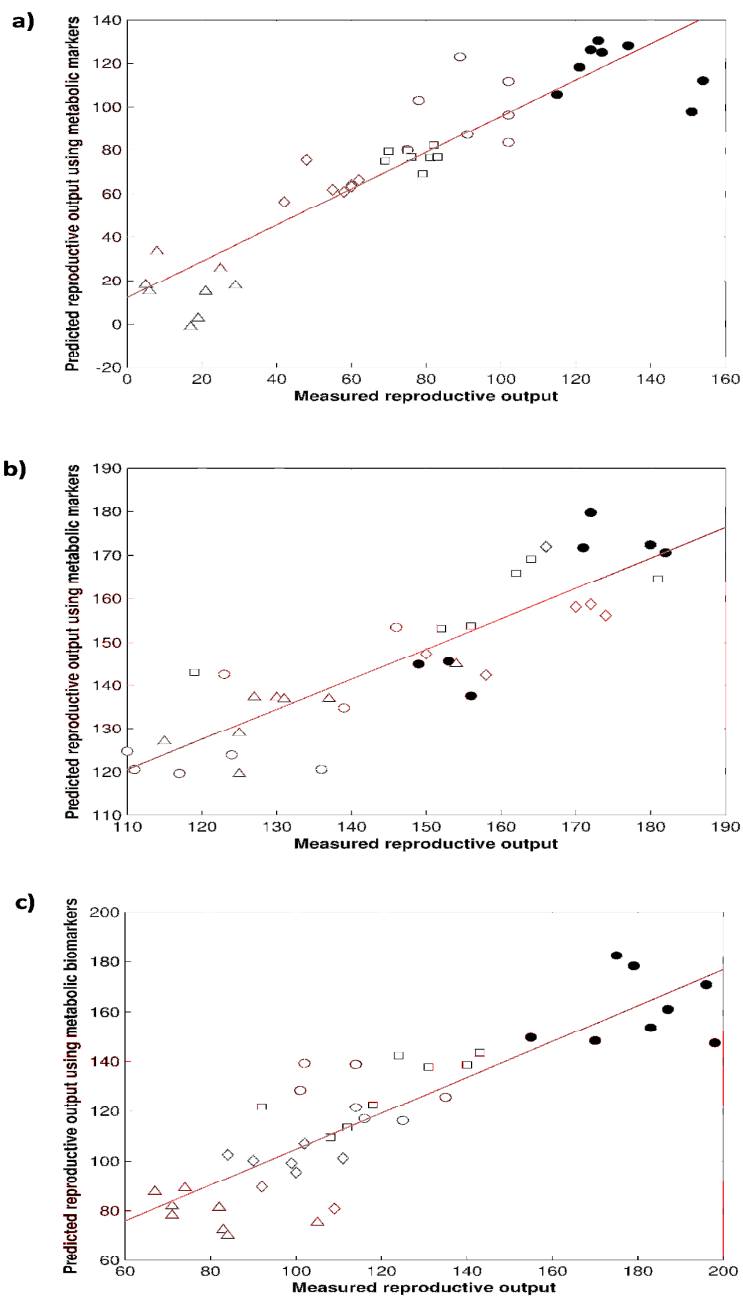 a)
Predicted reproductive output using metabolic markers
140
120
100
80
60
40
20
0
-20
0 20 40 60 80 100 120 140 160
Measured reproductive output
b)
Predicted reproductive output using metabolic markers
190
180
170
160
150
140
130
120
110
110 120 130 140 150 160 170 180 190
Measured reproductive output
c)
Predicted reproductive output using metabolic biomarkers
200
180
160
140
120
100
80
60
60 80 100 120 140 160 180 200
Measured reproductive output